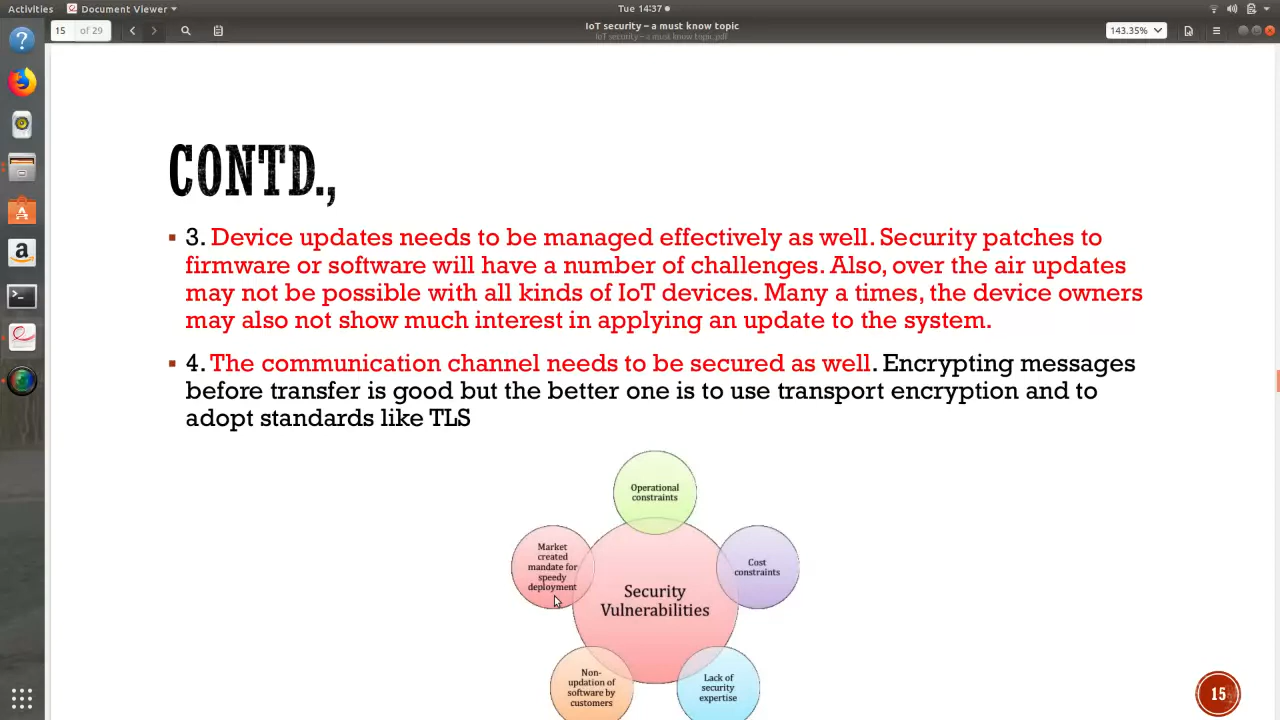 Activities
Document Viewer
Tue 14:37
15 of 29
IoT security – a must know topic
IoT security – a must know topic.pdf
143.35%
CONTD.,
3. Device updates needs to be managed effectively as well. Security patches to
firmware or software will have a number of challenges. Also, over the air updates
may not be possible with all kinds of IoT devices. Many a times, the device owners
may also not show much interest in applying an update to the system.
4. The communication channel needs to be secured as well. Encrypting messages
before transfer is good but the better one is to use transport encryption and to
adopt standards like TLS
Operational
constraints
Market
created
mandate for
speedy
deployment
Cost
constraints
Security
Vulnerabilities
Non-
updation of
software by
customers
Lack of
security
expertise
15